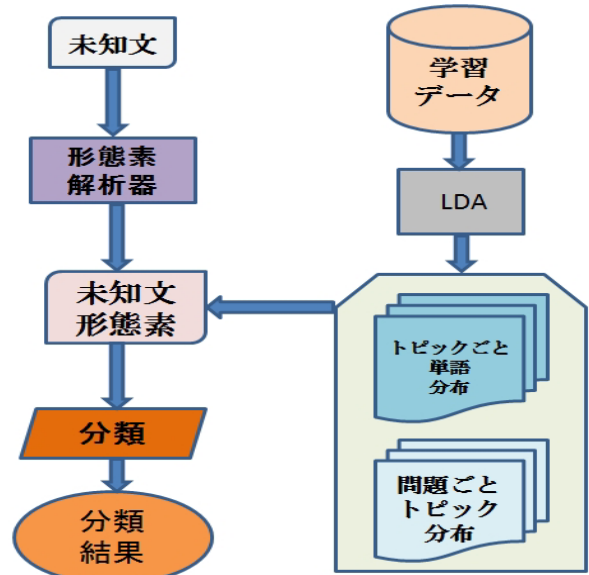 未知文
形態素
解析器
未知文
形態素
分類
分類
結果
学習
データ
LDA
トピックごと
単語
分布
問題ごと
トピック
分布